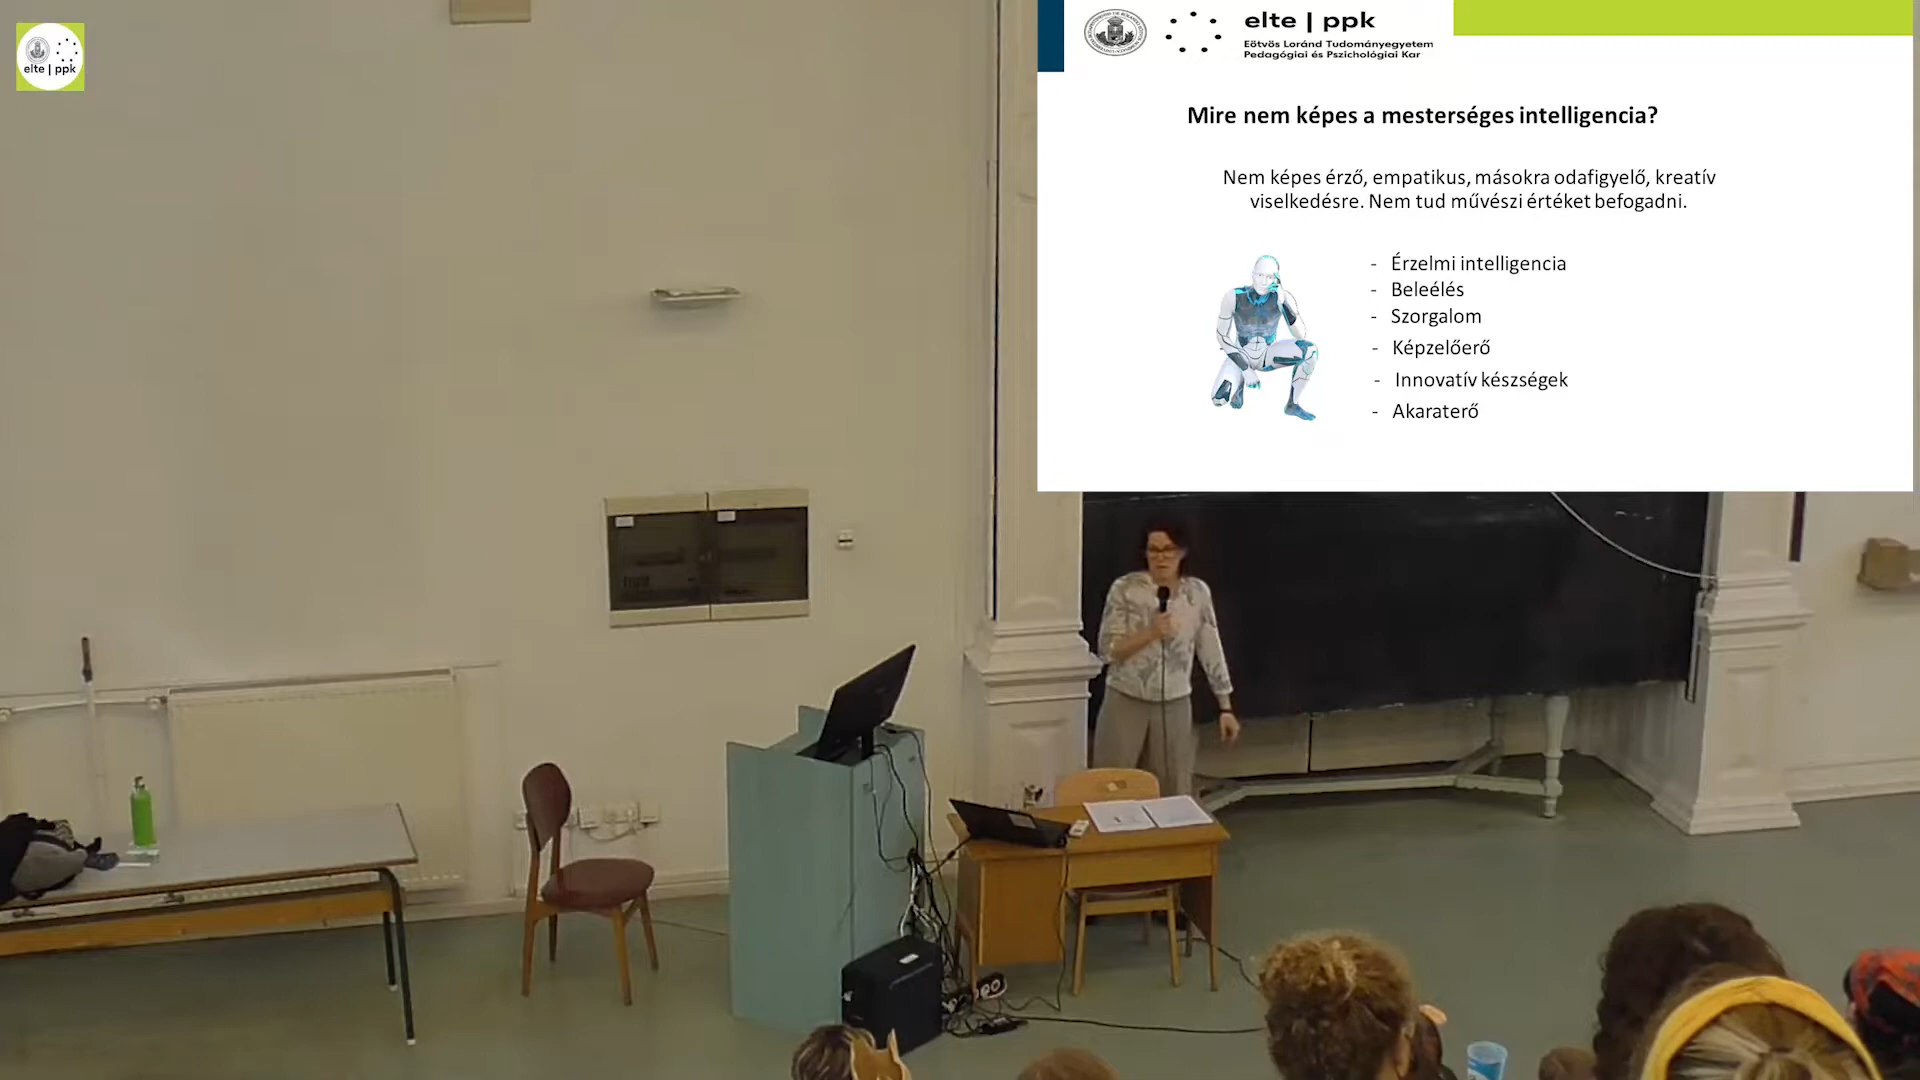 elte | ppk
elte | ppk
Eötvös Loránd Tudományegyetem
Pedagógiai és Pszichológiai Kar
Mire nem képes a mesterséges intelligencia?
Nem képes érző, empatikus, másokra odafigyelő, kreatív
viselkedésre. Nem tud művészi értéket befogadni.
- Érzelmi intelligencia
- Beleélés
- Szorgalom
- Képzelőerő
- Innovatív készségek
- Akaraterő